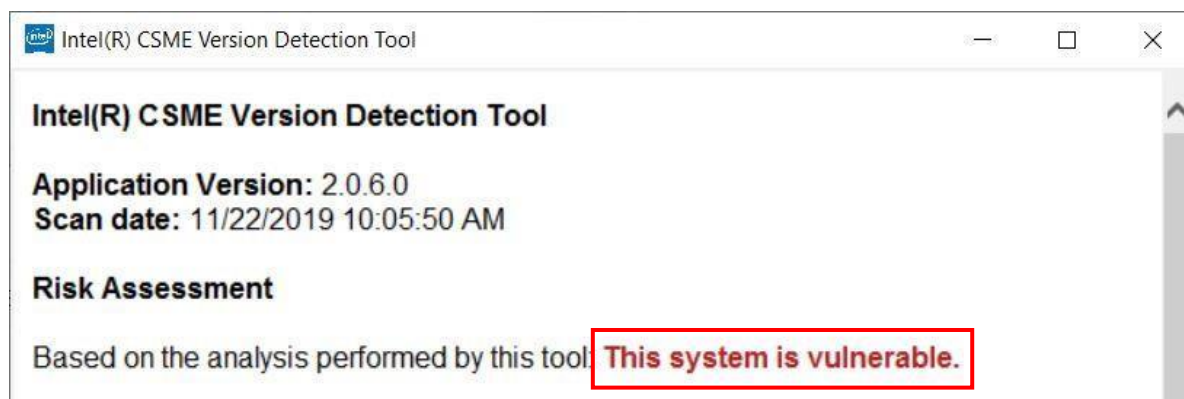 Intel(R) CSME Version Detection Tool
Intel(R) CSME Version Detection Tool
Application Version: 2.0.6.0
Scan date: 11/22/2019 10:05:50 AM
Risk Assessment
Based on the analysis performed by this tool: This system is vulnerable.